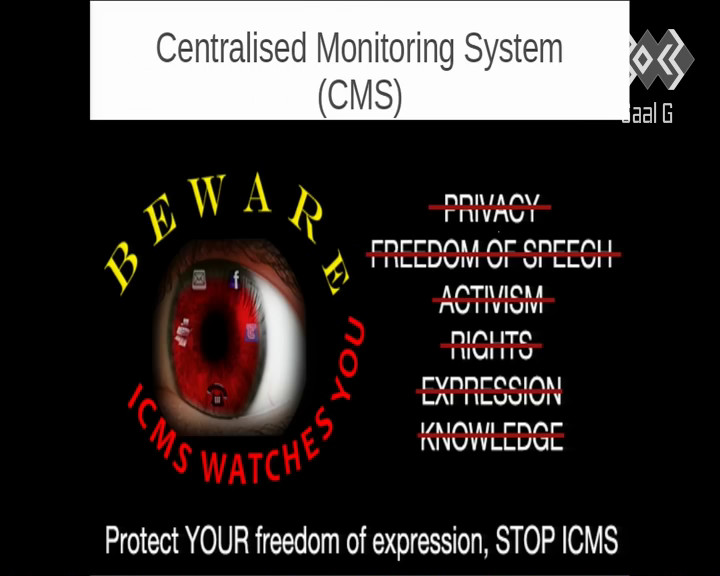 Centralised Monitoring System
(CMS)
aal G
BEWARE
ICMS WATCHES YOU
PRIVACY
FREEDOM OF SPEECH
ACTIVISM
RIGHTS
EXPRESSION
KNOWLEDGE
Protect YOUR freedom of expression, STOP ICMS